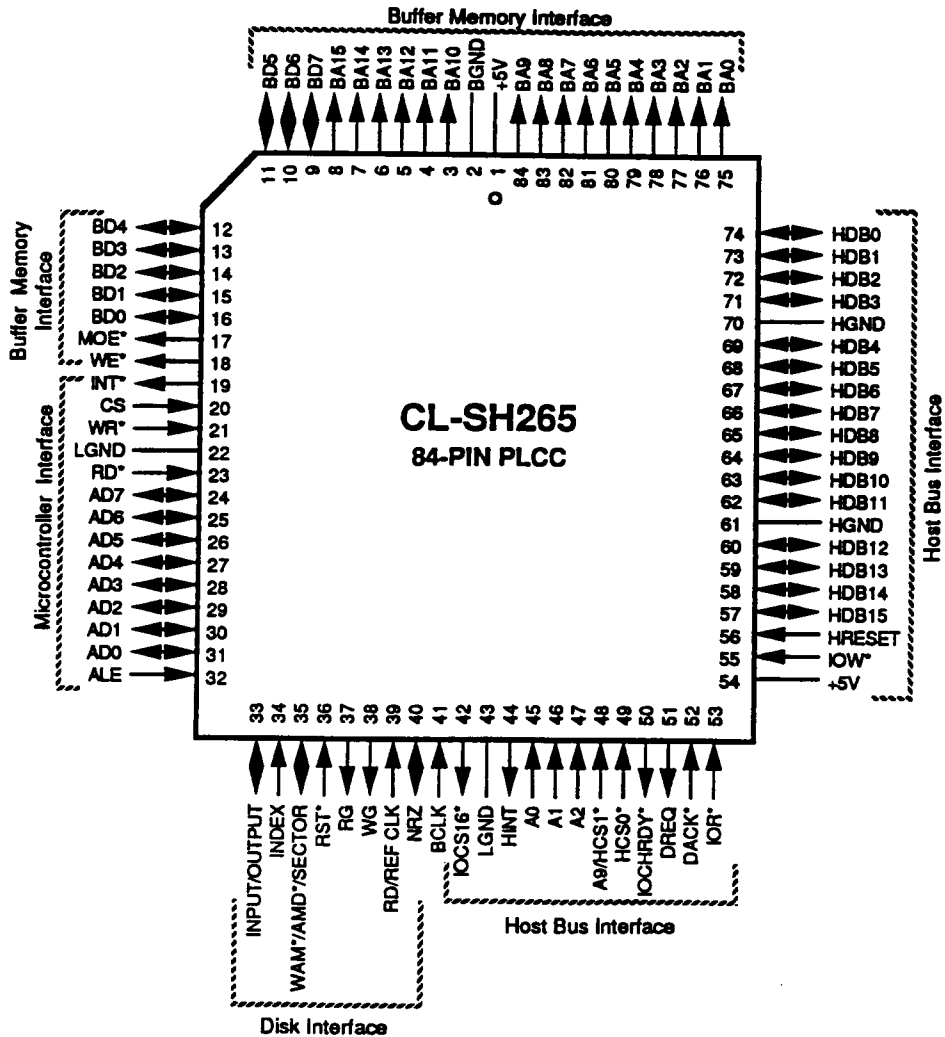 Buffer Memory Interface
BD5 BD6 BD7 BA15 BA14 BA13 BA12 BA11 BA10 BGND +5V BA9 BA8 BA7 BA6 BA5 BA4 BA3 BA2 BA1 BA0
11 10 9 8 7 6 5 4 3 2 1 84 83 82 81 80 79 78 77 76 75
Buffer Memory Interface
BD4 12
BD3 13
BD2 14
BD1 15
BD0 16
MOE* 17
WE* 18
Microcontroller Interface
INT* 19
CS 20
WR* 21
LGND 22
RD* 23
AD7 24
AD6 25
AD5 26
AD4 27
AD3 28
AD2 29
AD1 30
AD0 31
ALE 32
CL-SH265
84-PIN PLCC
74 HDB0
73 HDB1
72 HDB2
71 HDB3
70 HGND
69 HDB4
68 HDB5
67 HDB6
66 HDB7
65 HDB8
64 HDB9
63 HDB10
62 HDB11
61 HGND
60 HDB12
59 HDB13
58 HDB14
57 HDB15
56 HRESET
55 IOW*
54 +5V
Host Bus Interface
33 34 35 36 37 38 39 40 41 42 43 44 45 46 47 48 49 50 51 52 53
INPUT/OUTPUT INDEX WAM*/AMD*/SECTOR RST* RG WG RD/REF CLK NRZ BCLK IOCS16* LGND HINT A0 A1 A2 A9/HCS1* HCS0* IOCHRDY* DREQ DACK* IOR*
Host Bus Interface
Disk Interface